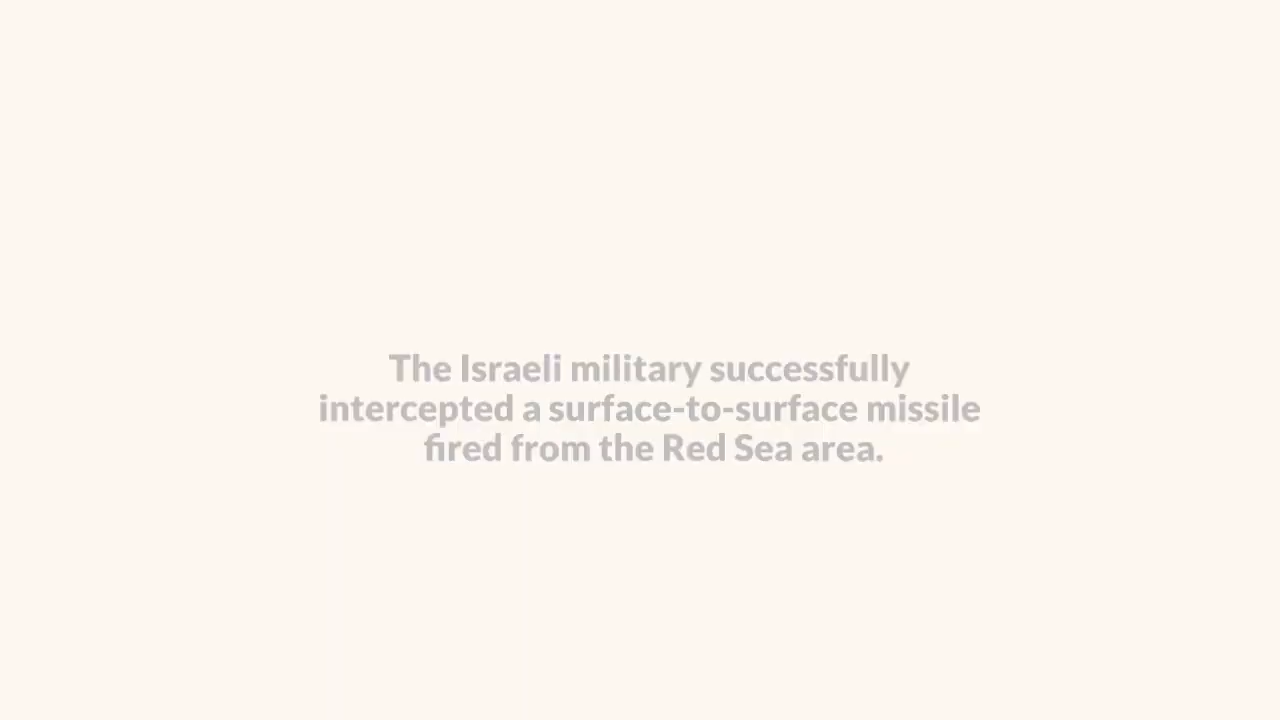 The Israeli military successfully
intercepted a surface-to-surface missile
fired from the Red Sea area.